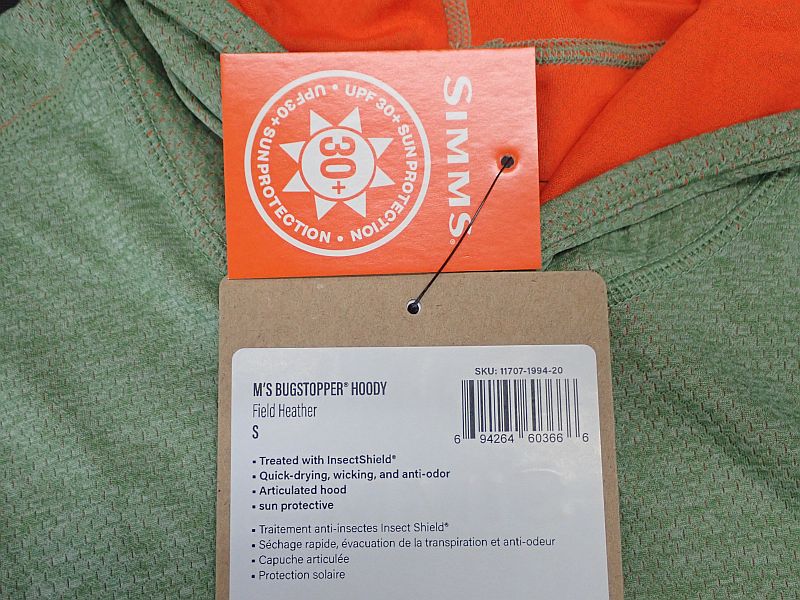 UPF 30+ SUN PROTECTION • UPF 30+ SUN PROTECTION •
30+
SIMMS®
SKU: 11707-1994-20
M'S BUGSTOPPER® HOODY
Field Heather
S
6 94264 60366 6
▪ Treated with InsectShield®
▪ Quick-drying, wicking, and anti-odor
▪ Articulated hood
▪ sun protective
▪ Traitement anti-insectes Insect Shield®
▪ Séchage rapide, évacuation de la transpiration et anti-odeur
▪ Capuche articulée
▪ Protection solaire